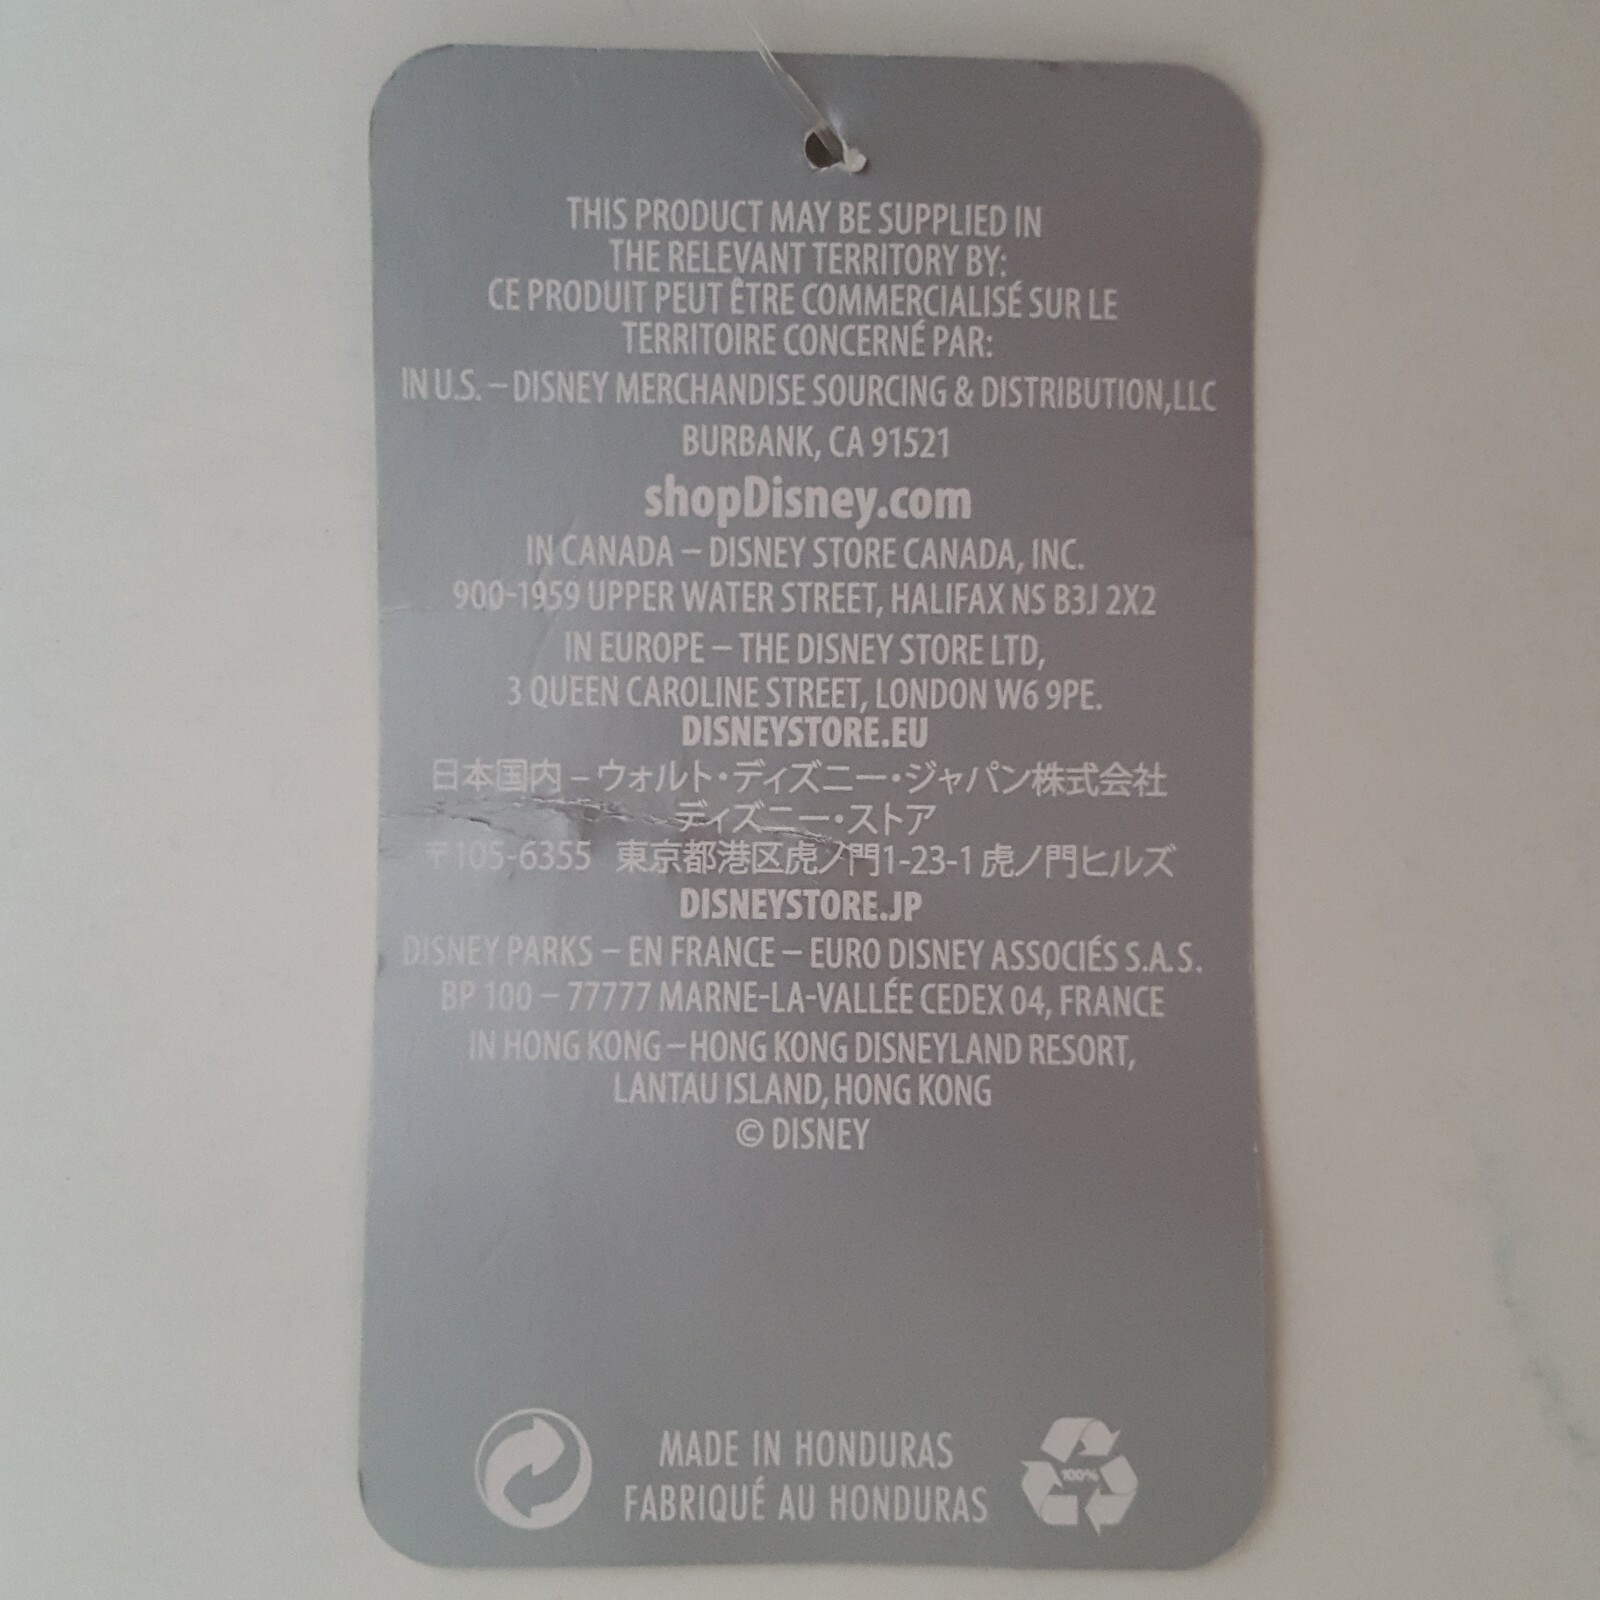 THIS PRODUCT MAY BE SUPPLIED IN
THE RELEVANT TERRITORY BY:
CE PRODUIT PEUT ÊTRE COMMERCIALISÉ SUR LE
TERRITOIRE CONCERNÉ PAR:
IN U.S. – DISNEY MERCHANDISE SOURCING & DISTRIBUTION,LLC
BURBANK, CA 91521
shopDisney.com
IN CANADA – DISNEY STORE CANADA, INC.
900-1959 UPPER WATER STREET, HALIFAX NS B3J 2X2
IN EUROPE – THE DISNEY STORE LTD,
3 QUEEN CAROLINE STREET, LONDON W6 9PE.
DISNEYSTORE.EU
日本国内 – ウォルト・ディズニー・ジャパン株式会社
ディズニー・ストア
〒105-6355 東京都港区虎ノ門1-23-1 虎ノ門ヒルズ
DISNEYSTORE.JP
DISNEY PARKS – EN FRANCE – EURO DISNEY ASSOCIÉS S.A.S.
BP 100 – 77777 MARNE-LA-VALLÉE CEDEX 04, FRANCE
IN HONG KONG – HONG KONG DISNEYLAND RESORT,
LANTAU ISLAND, HONG KONG
© DISNEY
MADE IN HONDURAS
FABRIQUÉ AU HONDURAS
100%